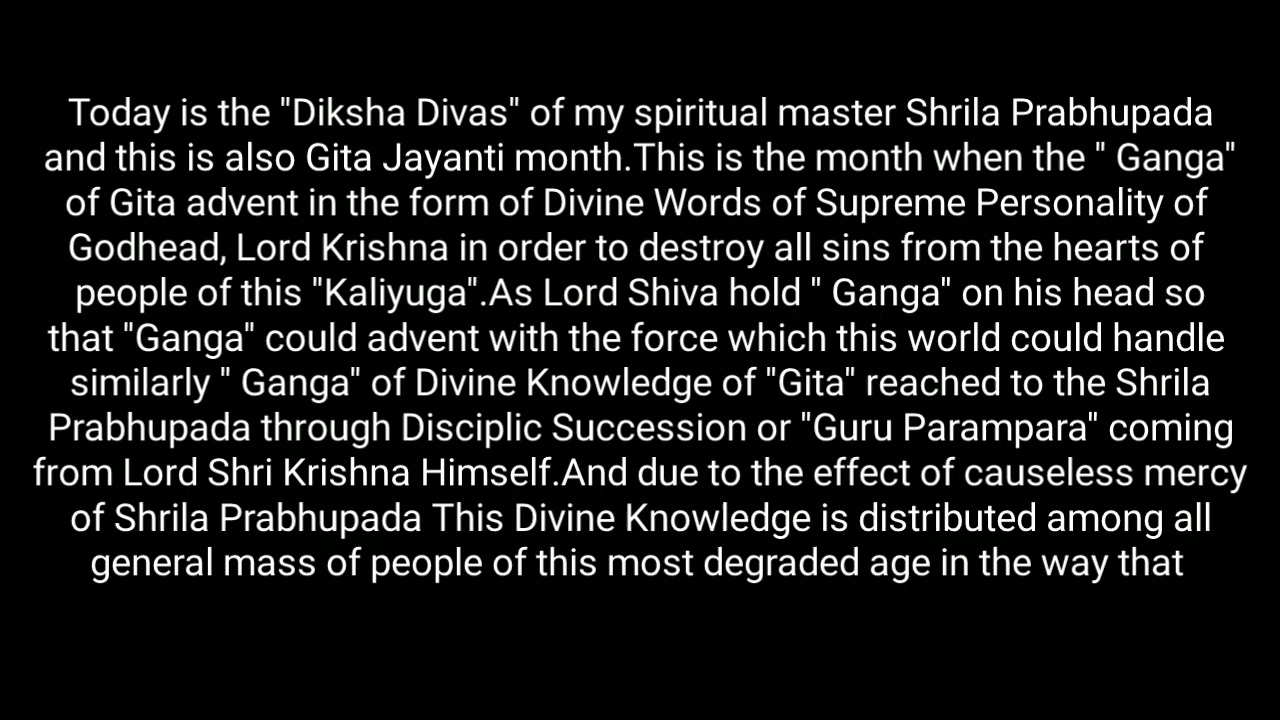 Today is the "Diksha Divas" of my spiritual master Shrila Prabhupada
and this is also Gita Jayanti month.This is the month when the " Ganga"
of Gita advent in the form of Divine Words of Supreme Personality of
Godhead, Lord Krishna in order to destroy all sins from the hearts of
people of this "Kaliyuga".As Lord Shiva hold " Ganga" on his head so
that "Ganga" could advent with the force which this world could handle
similarly " Ganga" of Divine Knowledge of "Gita" reached to the Shrila
Prabhupada through Disciplic Succession or "Guru Parampara" coming
from Lord Shri Krishna Himself.And due to the effect of causeless mercy
of Shrila Prabhupada This Divine Knowledge is distributed among all
general mass of people of this most degraded age in the way that